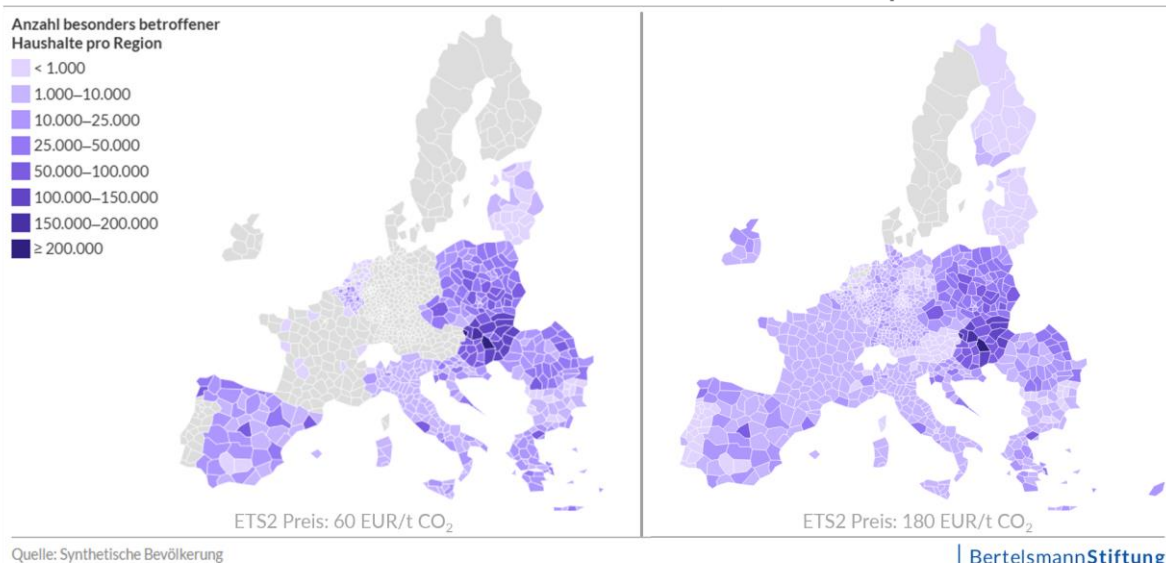 Anzahl besonders betroffener
Haushalte pro Region
< 1.000
1.000–10.000
10.000–25.000
25.000–50.000
50.000–100.000
100.000–150.000
150.000–200.000
≥ 200.000
ETS2 Preis: 60 EUR/t CO₂
ETS2 Preis: 180 EUR/t CO₂
Quelle: Synthetische Bevölkerung
BertelsmannStiftung